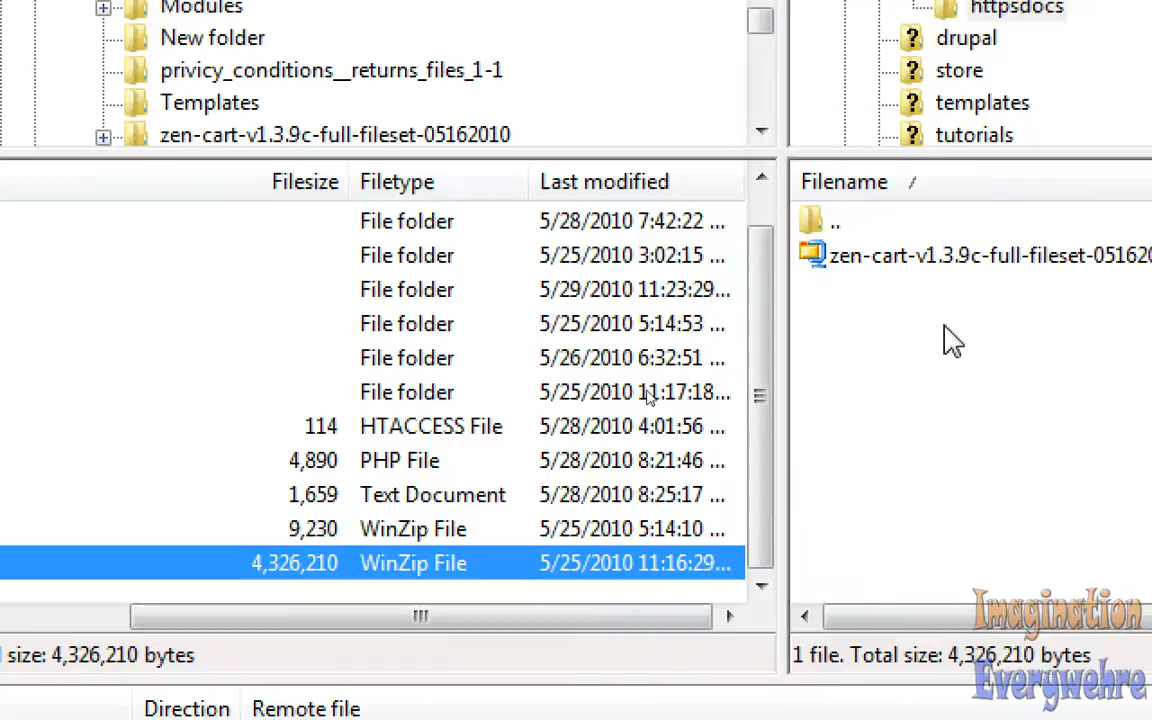 Modules
New folder
privicy_conditions__returns_files_1-1
Templates
zen-cart-v1.3.9c-full-fileset-05162010
httpsdocs
drupal
store
templates
tutorials
Filesize Filetype Last modified
File folder 5/28/2010 7:42:22 ...
File folder 5/25/2010 3:02:15 ...
File folder 5/29/2010 11:23:29...
File folder 5/25/2010 5:14:53 ...
File folder 5/26/2010 6:32:51 ...
File folder 5/25/2010 11:17:18...
114 HTACCESS File 5/28/2010 4:01:56 ...
4,890 PHP File 5/28/2010 8:21:46 ...
1,659 Text Document 5/28/2010 8:25:17 ...
9,230 WinZip File 5/25/2010 5:14:10 ...
4,326,210 WinZip File 5/25/2010 11:16:29...
size: 4,326,210 bytes
Filename /
..
zen-cart-v1.3.9c-full-fileset-051620
1 file. Total size: 4,326,210 bytes
Imagination
Everywehre
Direction Remote file